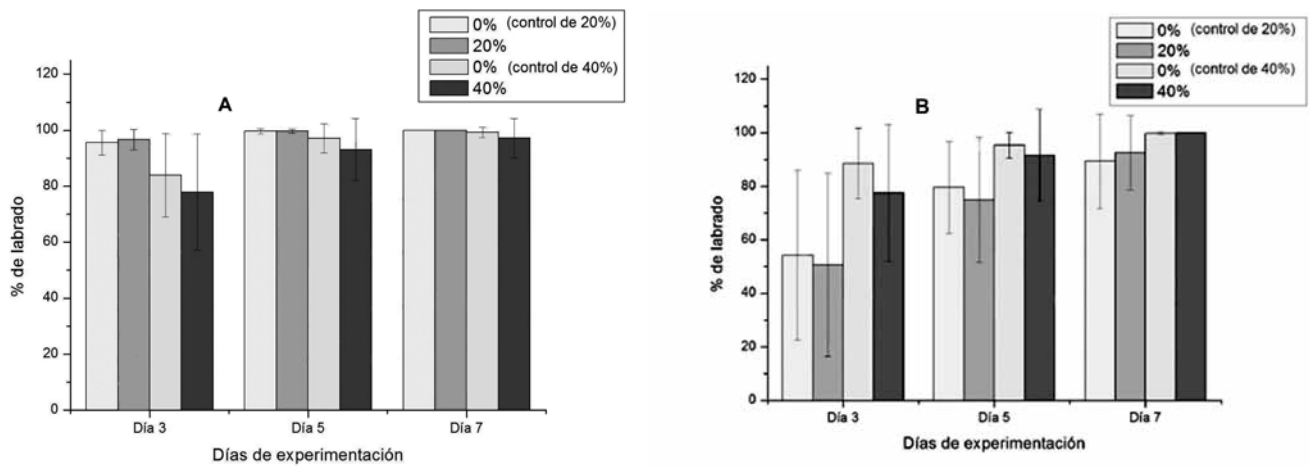 0% (control de 20%)
20%
0% (control de 40%)
40%
A
120
100
80
60
40
20
0
% de labrado
Día 3
Día 5
Día 7
Días de experimentación
0% (control de 20%)
20%
0% (control de 40%)
40%
B
120
100
80
60
40
20
0
% de labrado
Día 3
Día 5
Día 7
Días de experimentación